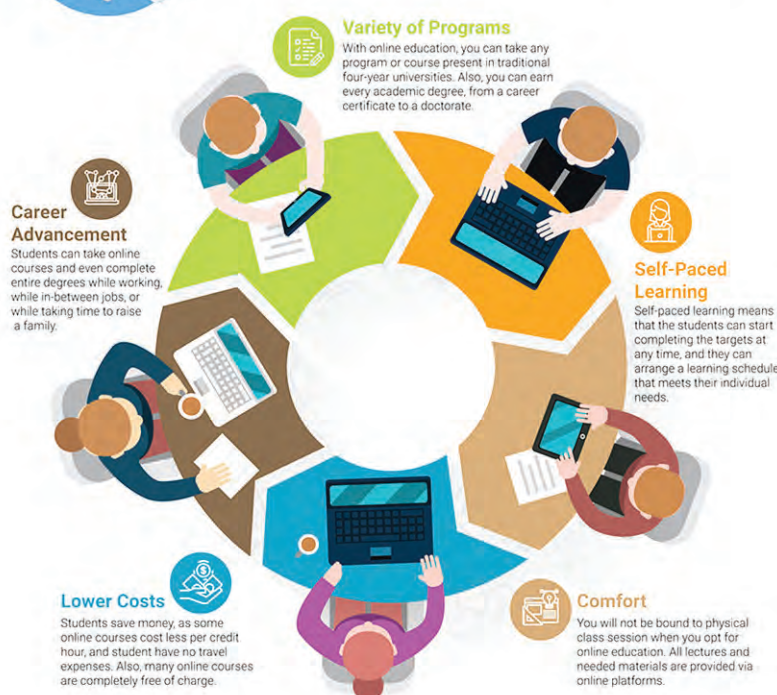 Variety of Programs
With online education, you can take any
program or course present in traditional
four-year universities. Also, you can earn
every academic degree, from a career
certificate to a doctorate.
Career
Advancement
Students can take online
courses and even complete
entire degrees while working,
while in-between jobs, or
while taking time to raise
a family.
Self-Paced
Learning
Self-paced learning means
that the students can start
completing the targets at
any time, and they can
arrange a learning schedule
that meets their individual
needs.
Lower Costs
Students save money, as some
online courses cost less per credit
hour, and student have no travel
expenses. Also, many online courses
are completely free of charge.
Comfort
You will not be bound to physical
class session when you opt for
online education. All lectures and
needed materials are provided via
online platforms.